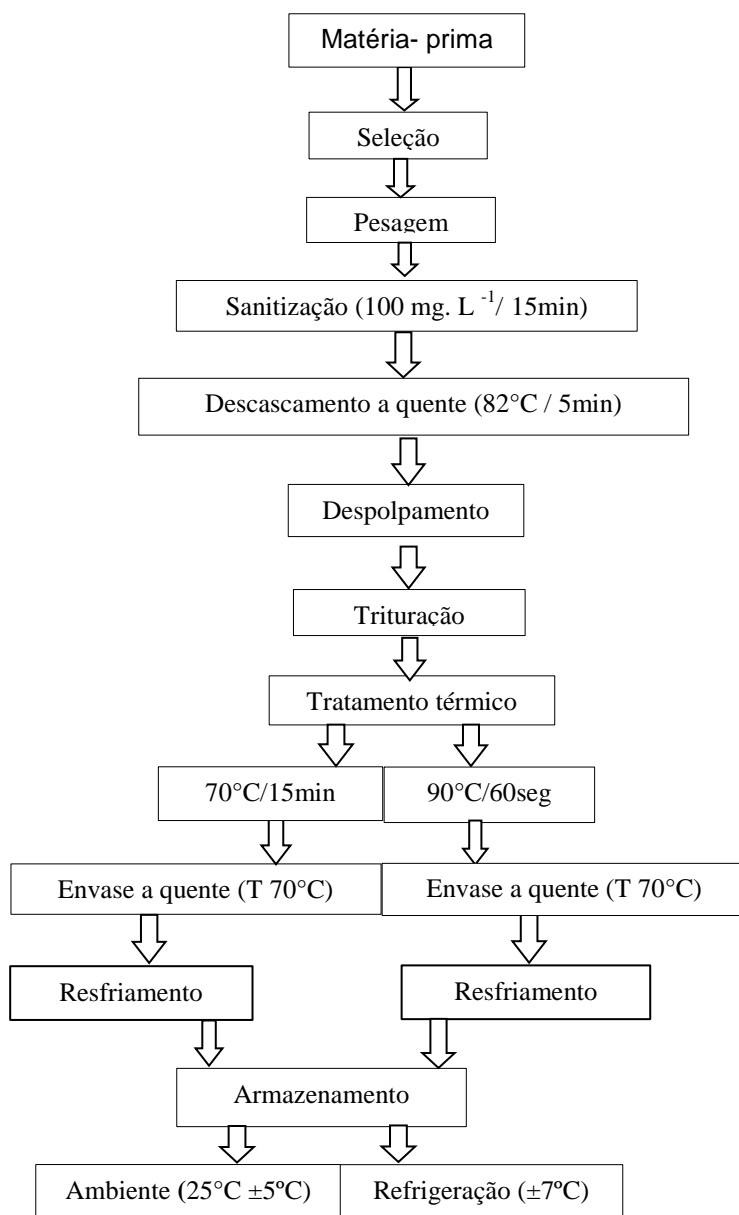 Matéria- prima
Seleção
Pesagem
Sanitização (100 mg. L ⁻¹/ 15min)
Descascamento a quente (82°C / 5min)
Despolpamento
Trituração
Tratamento térmico
70°C/15min
90°C/60seg
Envase a quente (T 70°C)
Envase a quente (T 70°C)
Resfriamento
Resfriamento
Armazenamento
Ambiente (25°C ±5ºC)
Refrigeração (±7ºC)